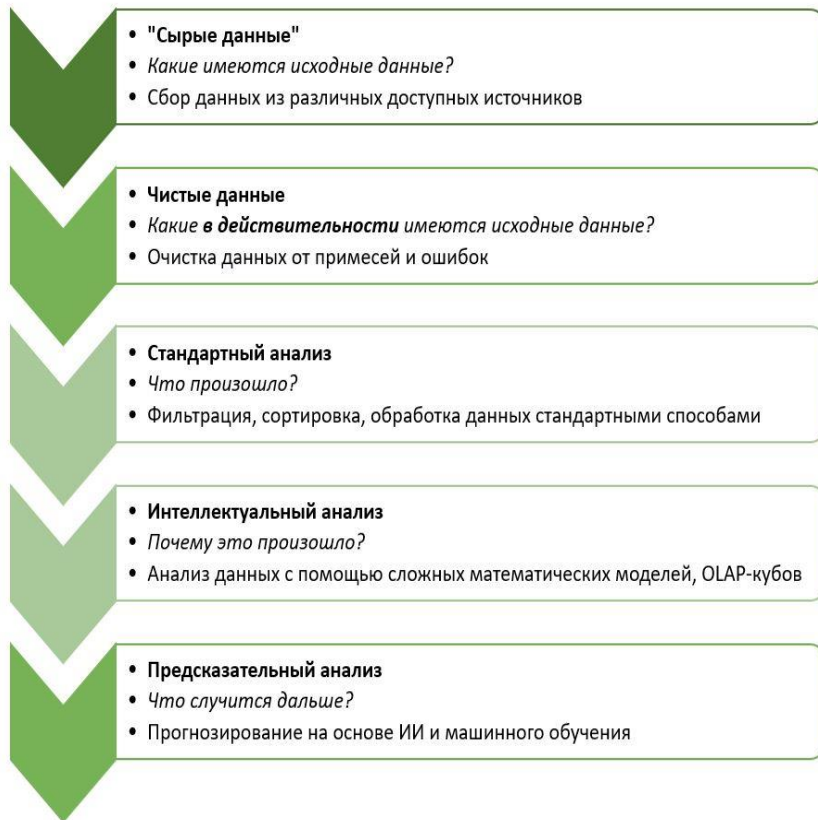 • "Сырые данные"
• Какие имеются исходные данные?
• Сбор данных из различных доступных источников
• Чистые данные
• Какие в действительности имеются исходные данные?
• Очистка данных от примесей и ошибок
• Стандартный анализ
• Что произошло?
• Фильтрация, сортировка, обработка данных стандартными способами
• Интеллектуальный анализ
• Почему это произошло?
• Анализ данных с помощью сложных математических моделей, OLAP-кубов
• Предсказательный анализ
• Что случится дальше?
• Прогнозирование на основе ИИ и машинного обучения